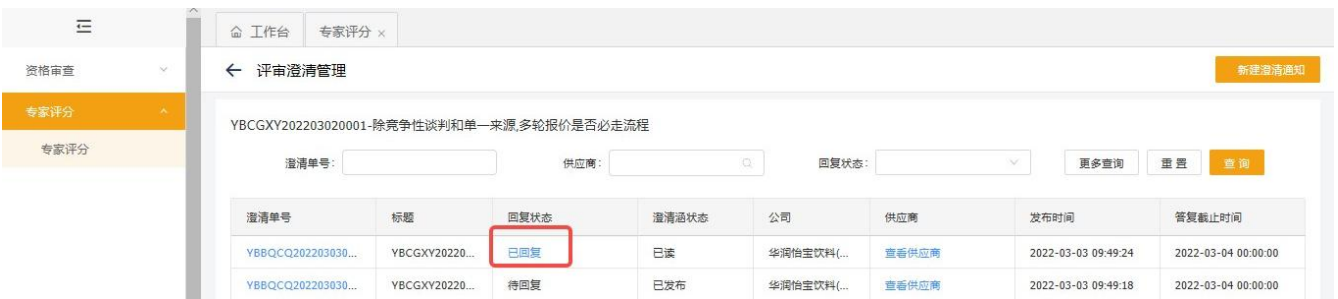 工作台 专家评分 ×
资格审查
评审澄清管理 新建澄清通知
专家评分
专家评分
YBCGXY202203020001-除竞争性谈判和单一来源,多轮报价是否必走流程
澄清单号: 供应商: 回复状态: 更多查询 重置 查询
澄清单号 标题 回复状态 澄清函状态 公司 供应商 发布时间 答复截止时间
YBBQCQ202203030... YBCGXY20220... 已回复 已读 华润怡宝饮料(... 查看供应商 2022-03-03 09:49:24 2022-03-04 00:00:00
YBBQCQ202203030... YBCGXY20220... 待回复 已发布 华润怡宝饮料(... 查看供应商 2022-03-03 09:49:18 2022-03-04 00:00:00